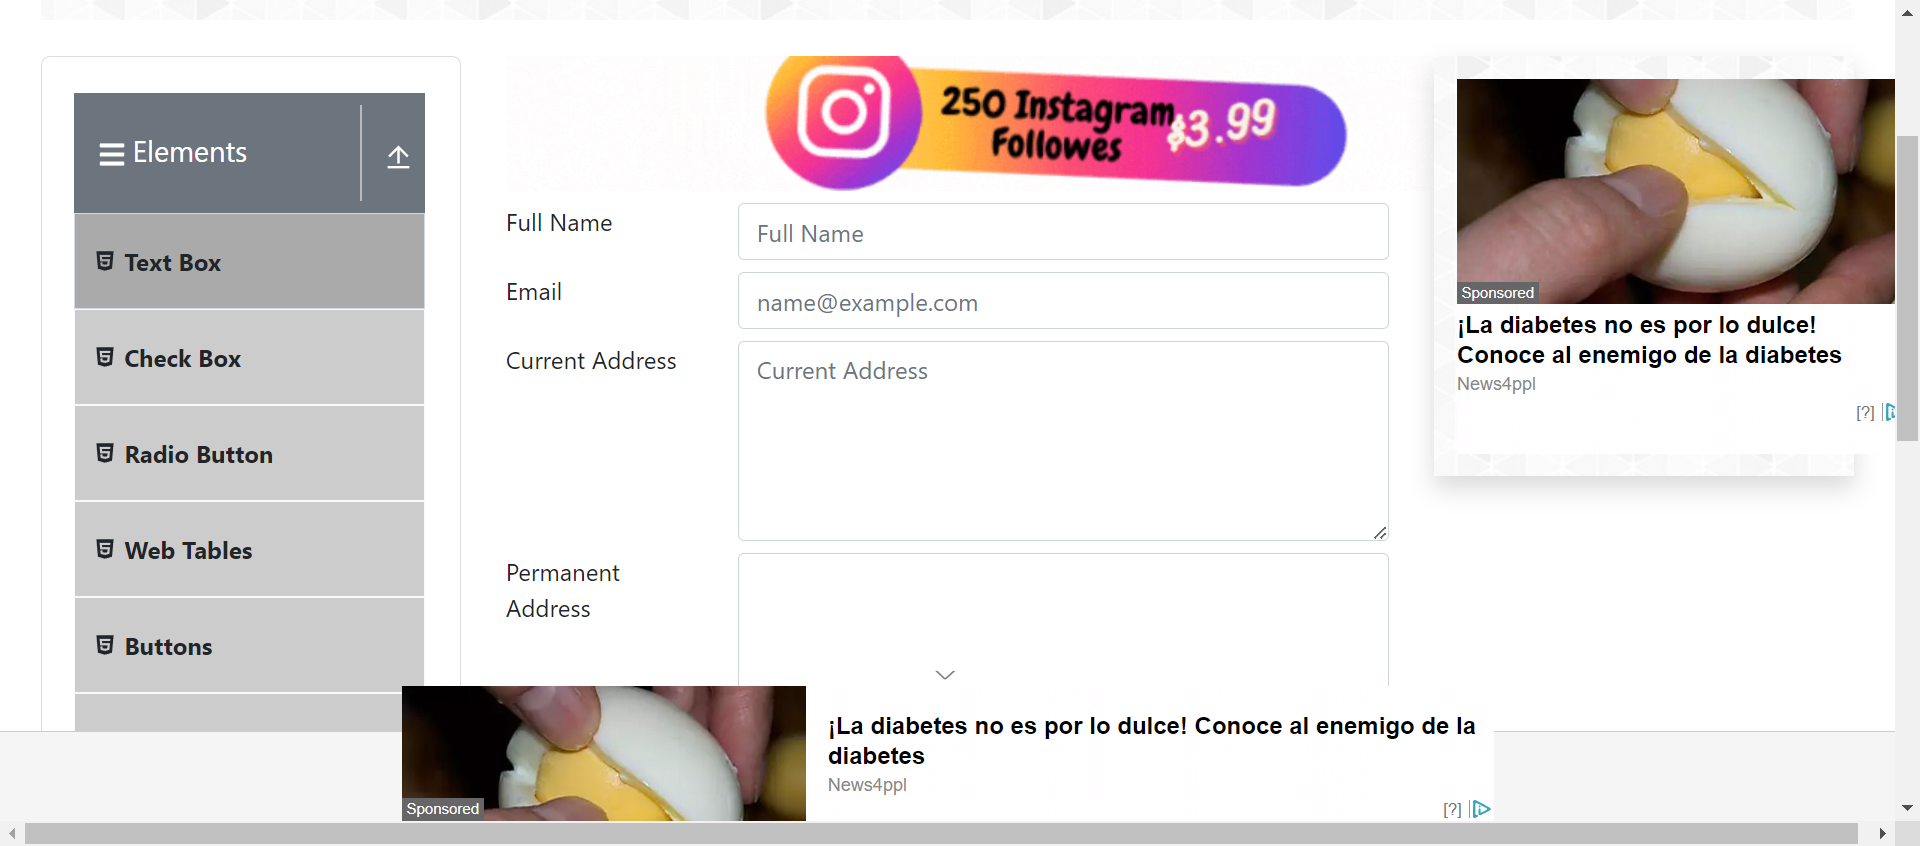 Elements
Text Box
Check Box
Radio Button
Web Tables
Buttons
250 Instagram
Followes
$3.99
Full Name
Full Name
Email
name@example.com
Current Address
Current Address
Permanent
Address
Sponsored
¡La diabetes no es por lo dulce!
Conoce al enemigo de la diabetes
News4ppl
[?]
Sponsored
¡La diabetes no es por lo dulce! Conoce al enemigo de la
diabetes
News4ppl
[?]